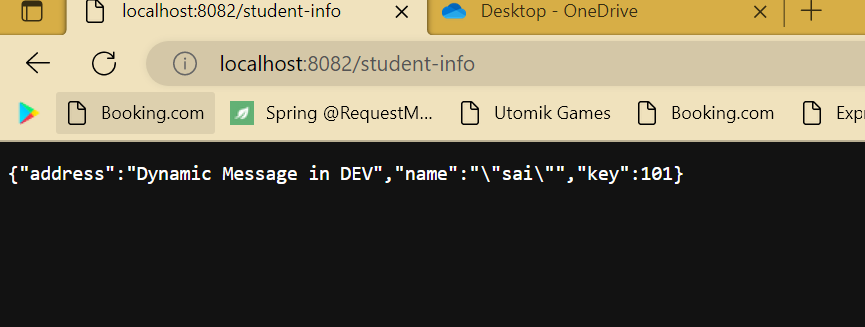 localhost:8082/student-info Desktop - OneDrive
localhost:8082/student-info
Booking.com Spring @RequestM... Utomik Games Booking.com Exp
{"address":"Dynamic Message in DEV","name":"\"sai\"","key":101}